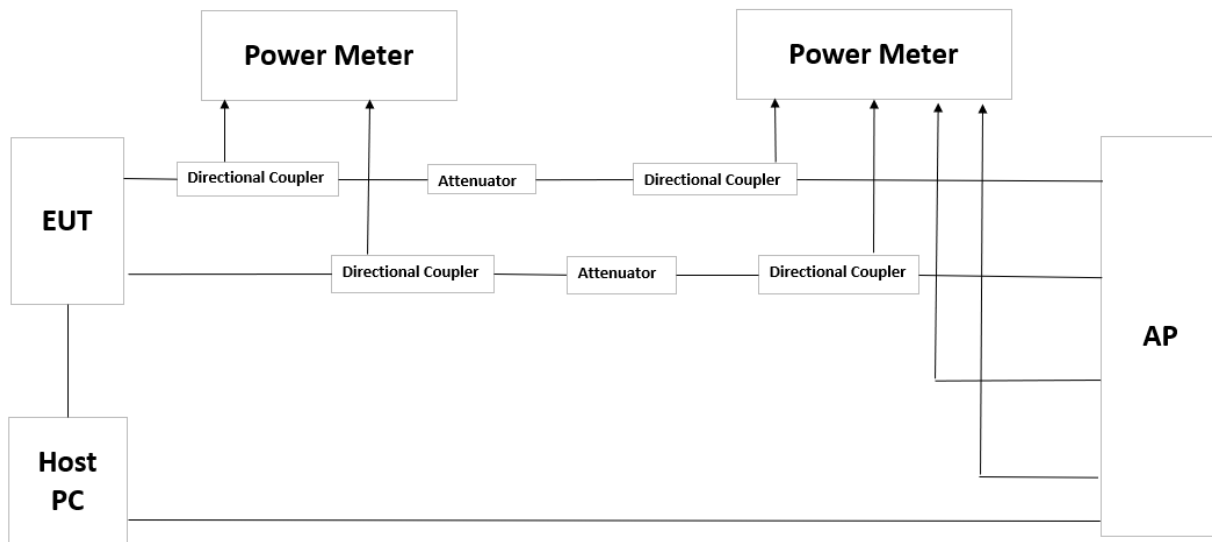 Power Meter
Power Meter
Directional Coupler
Attenuator
Directional Coupler
EUT
Directional Coupler
Attenuator
Directional Coupler
AP
Host
PC